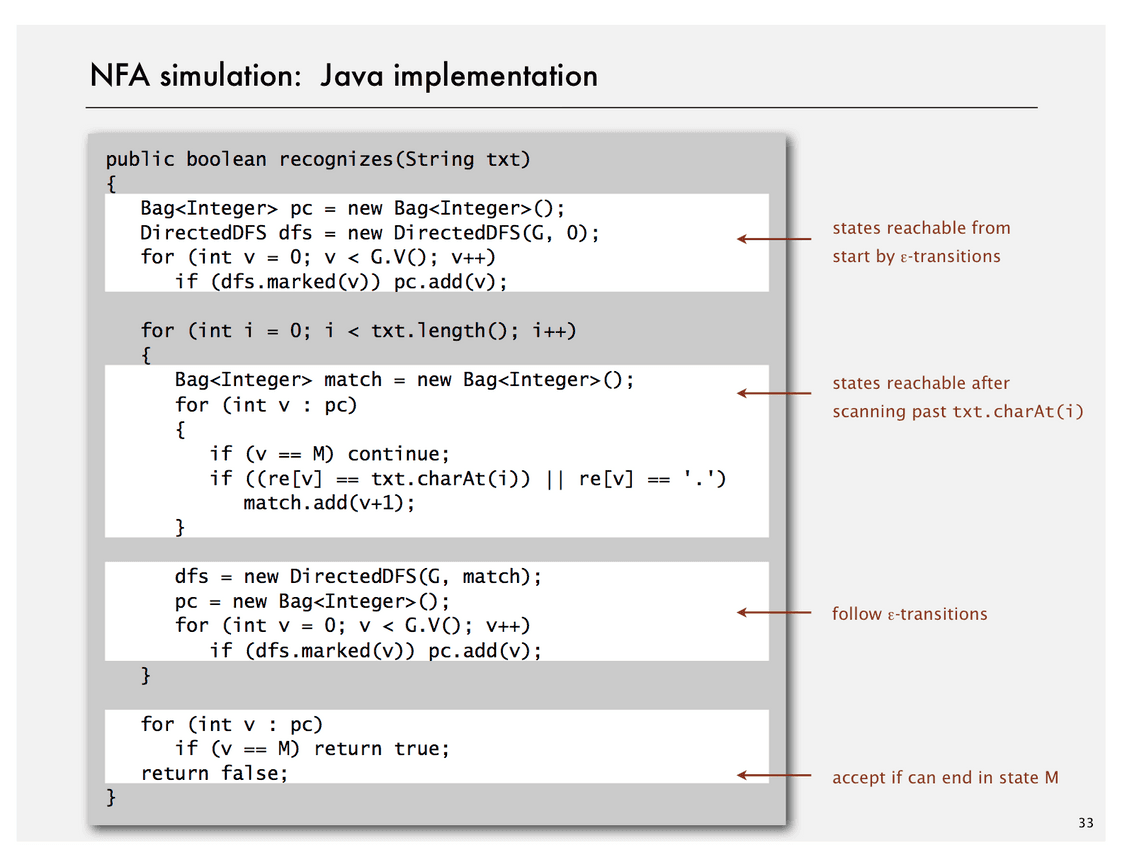 NFA simulation: Java implementation
public boolean recognizes(String txt)
{
   Bag<Integer> pc = new Bag<Integer>();
   DirectedDFS dfs = new DirectedDFS(G, 0);
   for (int v = 0; v < G.V(); v++)
      if (dfs.marked(v)) pc.add(v);
states reachable from
start by ε-transitions
   for (int i = 0; i < txt.length(); i++)
   {
      Bag<Integer> match = new Bag<Integer>();
      for (int v : pc)
      {
         if (v == M) continue;
         if ((re[v] == txt.charAt(i)) || re[v] == '.')
            match.add(v+1);
      }
states reachable after
scanning past txt.charAt(i)
      dfs = new DirectedDFS(G, match);
      pc = new Bag<Integer>();
      for (int v = 0; v < G.V(); v++)
         if (dfs.marked(v)) pc.add(v);
   }
follow ε-transitions
   for (int v : pc)
      if (v == M) return true;
   return false;
}
accept if can end in state M
33